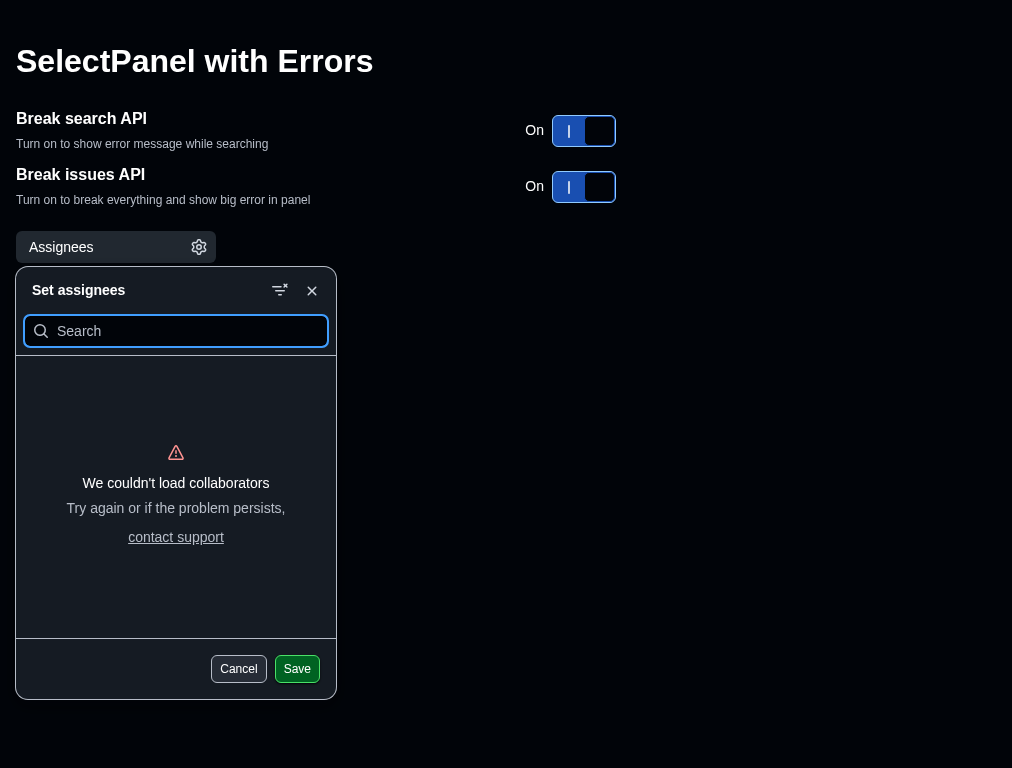 SelectPanel with Errors
Break search API
Turn on to show error message while searching
On
Break issues API
Turn on to break everything and show big error in panel
On
Assignees
Set assignees
Search
We couldn't load collaborators
Try again or if the problem persists,
contact support
Cancel
Save